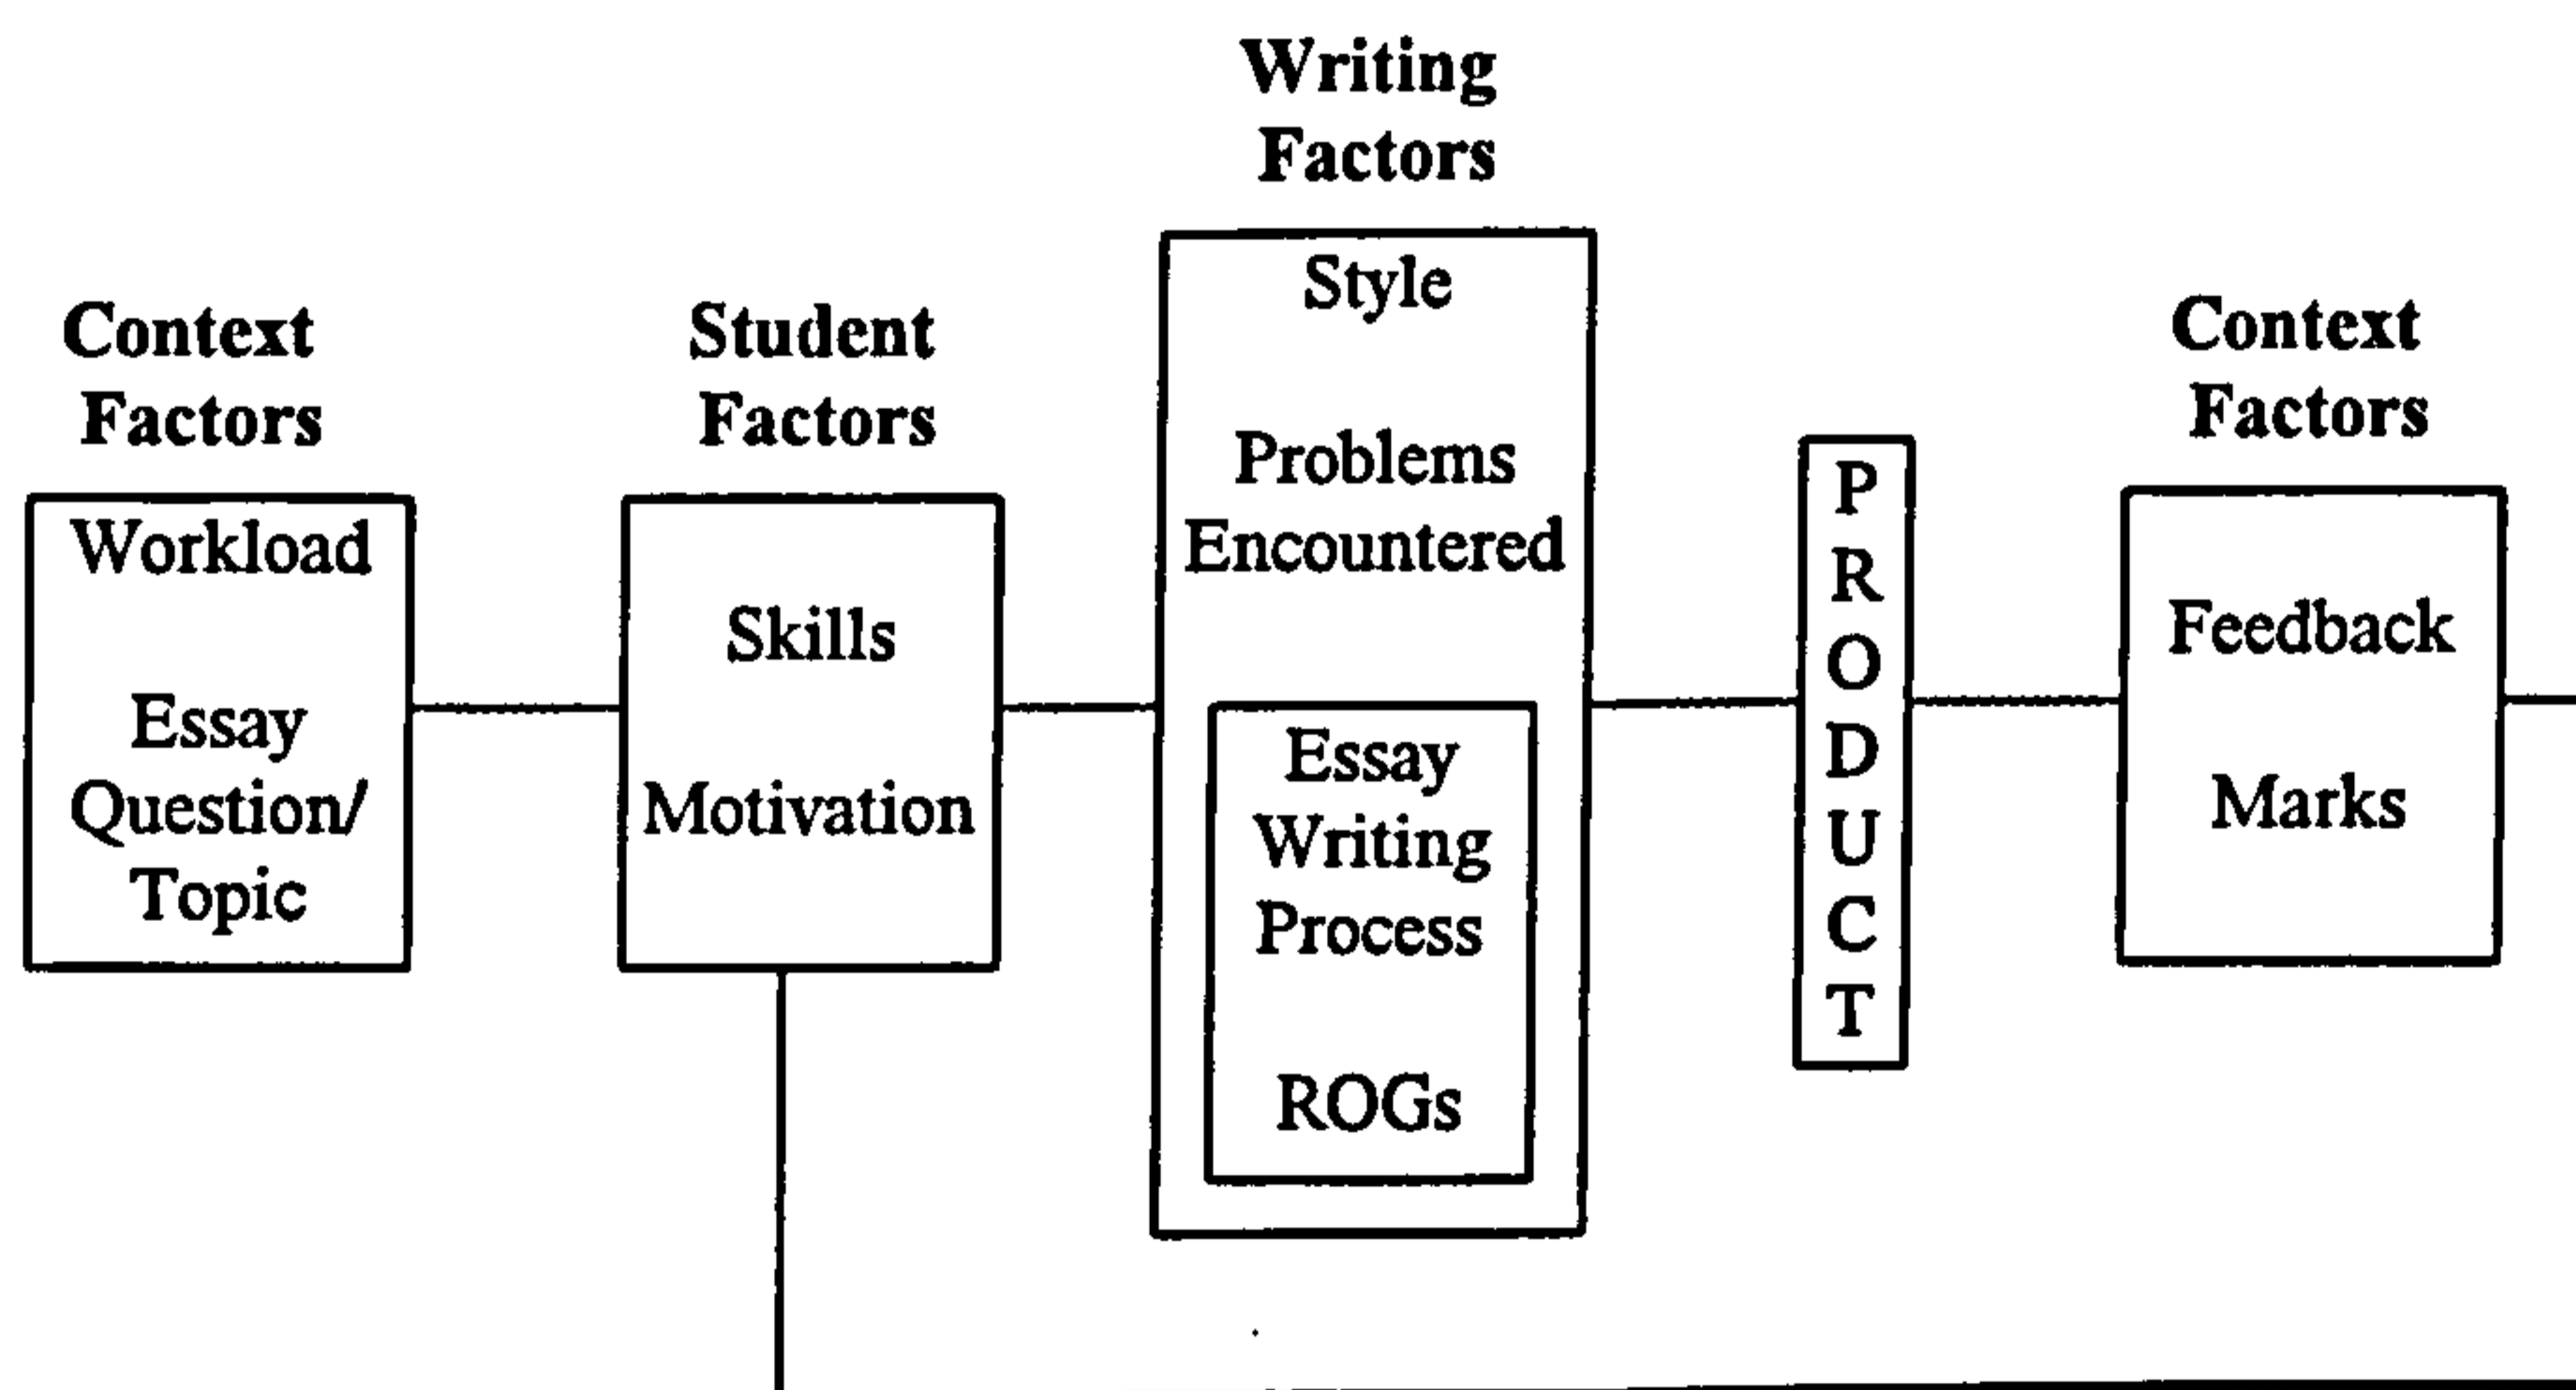 Writing
Factors
Style
Problems
Encountered
Essay
Writing
Process
ROGs
Context
Factors
Workload
Essay
Question/
Topic
Student
Factors
Skills
Motivation
P
R
O
D
U
C
T
Context
Factors
Feedback
Marks